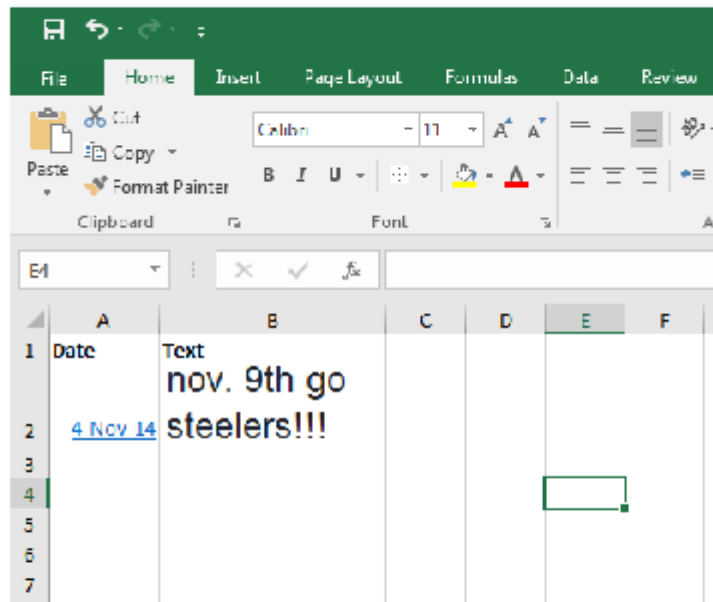 File Home Insert Page Layout Formulas Data Review
Cut
Copy
Paste
Format Painter
Calibri 11 A A
B I U A
Clipboard Font
E4 fx
A B C D E F
1 Date Text
nov. 9th go
2 4 Nov 14 steelers!!!
3
4
5
6
7